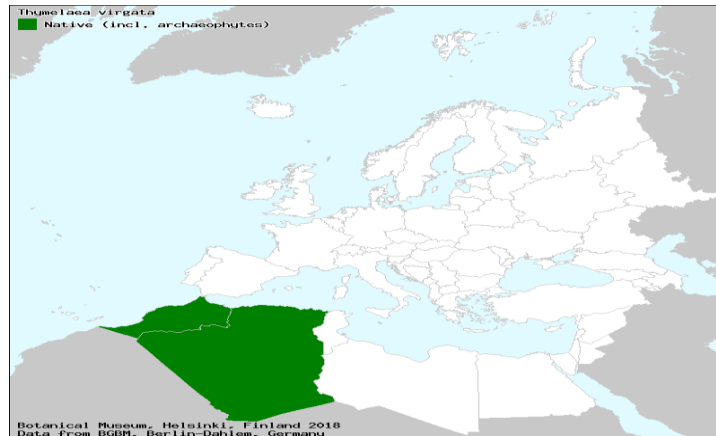 Thymelaea virgata
Native (incl. archaeophytes)
Botanical Museum, Helsinki, Finland 2018
Data from BGBM, Berlin-Dahlem, Germany